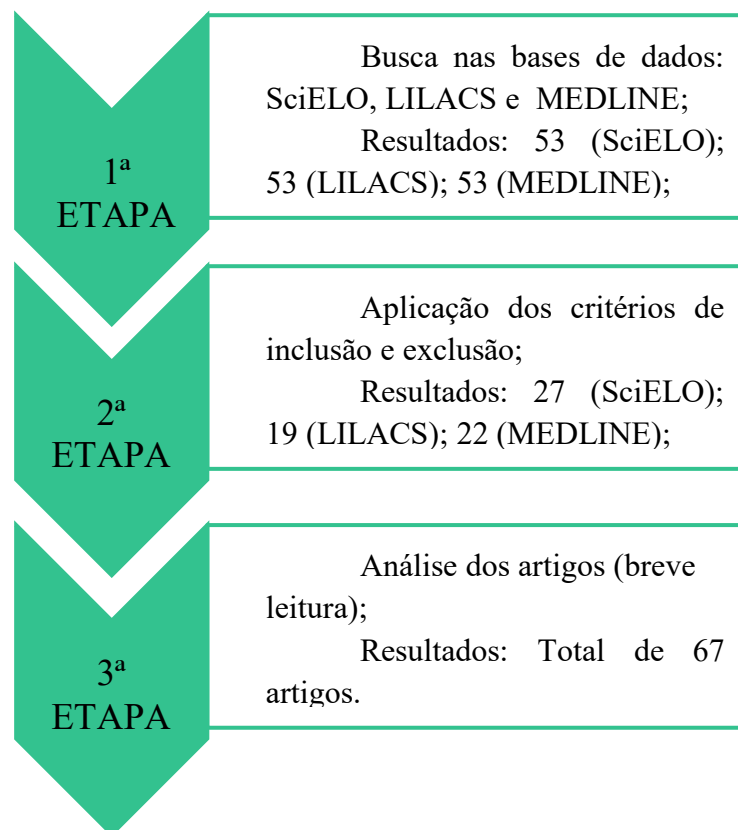 1ª
ETAPA
Busca nas bases de dados:
SciELO, LILACS e MEDLINE;
Resultados: 53 (SciELO);
53 (LILACS); 53 (MEDLINE);
2ª
ETAPA
Aplicação dos critérios de
inclusão e exclusão;
Resultados: 27 (SciELO);
19 (LILACS); 22 (MEDLINE);
3ª
ETAPA
Análise dos artigos (breve
leitura);
Resultados: Total de 67
artigos.